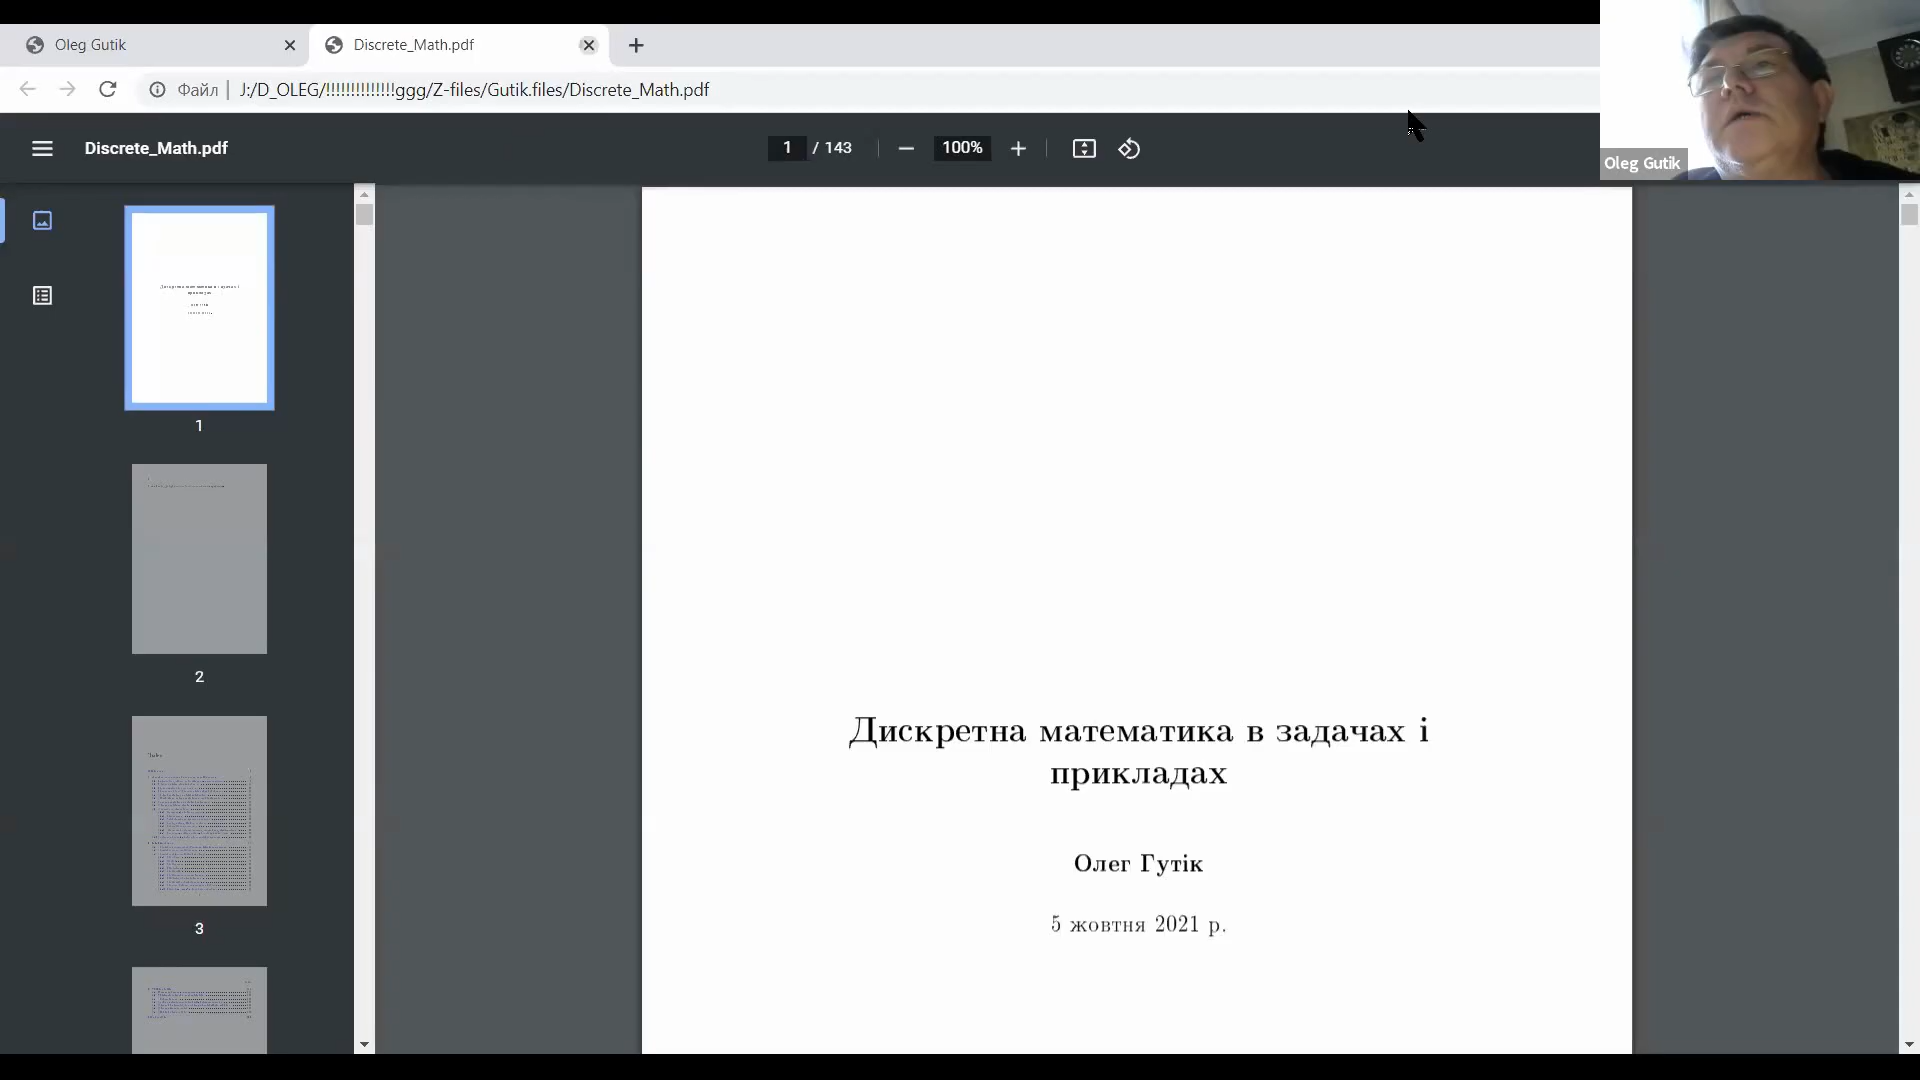 Oleg Gutik
Discrete_Math.pdf
Файл
J:/D_OLEG/!!!!!!!!!!!!!!ggg/Z-files/Gutik.files/Discrete_Math.pdf
Discrete_Math.pdf
1 / 143
100%
Oleg Gutik
1
2
3
Дискретна математика в задачах і
прикладах
Олег Гутік
5 жовтня 2021 р.